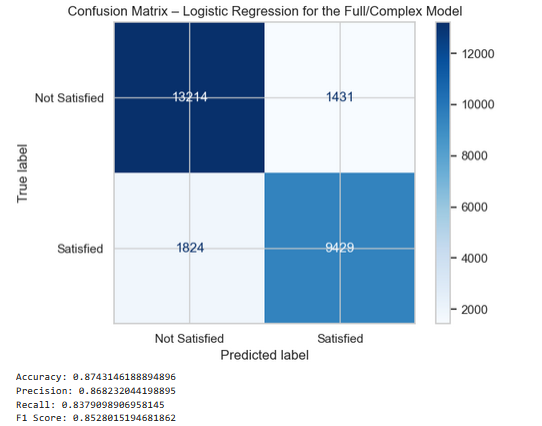 Confusion Matrix – Logistic Regression for the Full/Complex Model
True label
Not Satisfied
13214
1431
Satisfied
1824
9429
Not Satisfied
Satisfied
Predicted label
12000
10000
8000
6000
4000
2000
Accuracy: 0.8743146188894896
Precision: 0.868232044198895
Recall: 0.8379098906958145
F1 Score: 0.8528015194681862